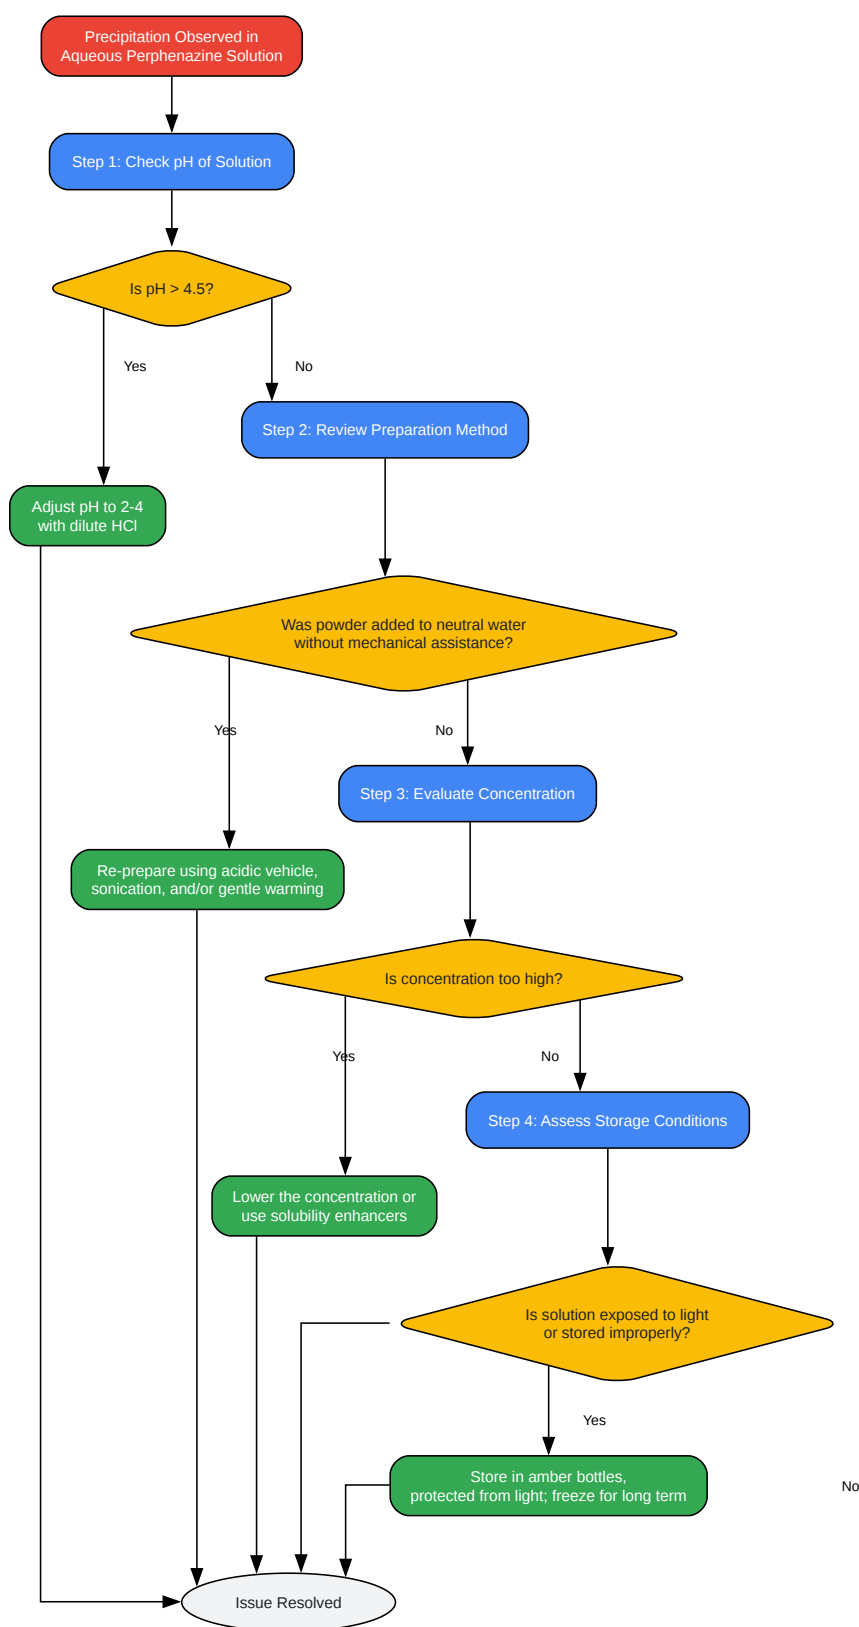 Precipitation Observed in
Aqueous Perphenazine Solution
Step 1: Check pH of Solution
Is pH > 4.5?
Yes
No
Step 2: Review Preparation Method
Adjust pH to 2-4
with dilute HCl
Was powder added to neutral water
without mechanical assistance?
Yes
No
Step 3: Evaluate Concentration
Re-prepare using acidic vehicle,
sonication, and/or gentle warming
Is concentration too high?
Yes
No
Step 4: Assess Storage Conditions
Lower the concentration or
use solubility enhancers
Is solution exposed to light
or stored improperly?
Yes
Store in amber bottles,
protected from light; freeze for long term
No
Issue Resolved